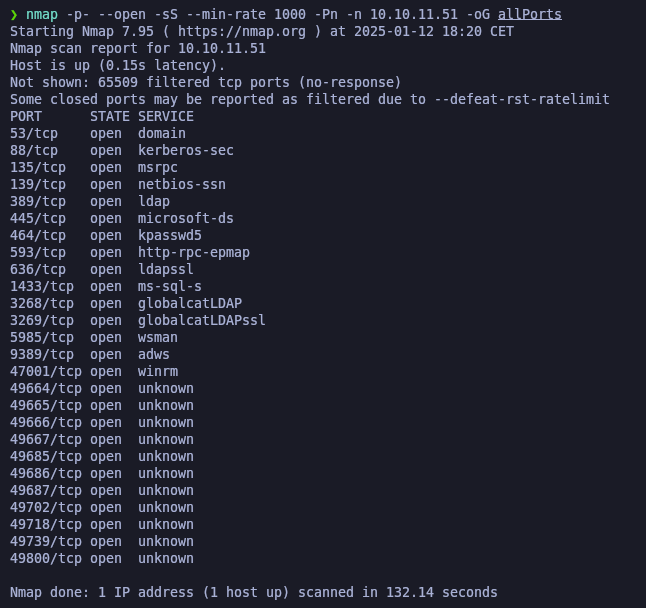 ❯ nmap -p- --open -sS --min-rate 1000 -Pn -n 10.10.11.51 -oG allPorts
Starting Nmap 7.95 ( https://nmap.org ) at 2025-01-12 18:20 CET
Nmap scan report for 10.10.11.51
Host is up (0.15s latency).
Not shown: 65509 filtered tcp ports (no-response)
Some closed ports may be reported as filtered due to --defeat-rst-ratelimit
PORT      STATE SERVICE
53/tcp    open  domain
88/tcp    open  kerberos-sec
135/tcp   open  msrpc
139/tcp   open  netbios-ssn
389/tcp   open  ldap
445/tcp   open  microsoft-ds
464/tcp   open  kpasswd5
593/tcp   open  http-rpc-epmap
636/tcp   open  ldapssl
1433/tcp  open  ms-sql-s
3268/tcp  open  globalcatLDAP
3269/tcp  open  globalcatLDAPssl
5985/tcp  open  wsman
9389/tcp  open  adws
47001/tcp open  winrm
49664/tcp open  unknown
49665/tcp open  unknown
49666/tcp open  unknown
49667/tcp open  unknown
49685/tcp open  unknown
49686/tcp open  unknown
49687/tcp open  unknown
49702/tcp open  unknown
49718/tcp open  unknown
49739/tcp open  unknown
49800/tcp open  unknown
Nmap done: 1 IP address (1 host up) scanned in 132.14 seconds